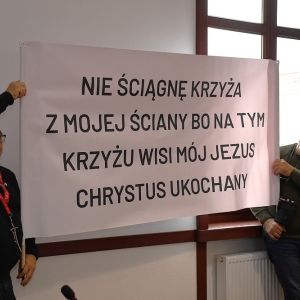 NIE ŚCIĄGNĘ KRZYŻA
Z MOJEJ ŚCIANY BO NA TYM
KRZYŻU WISI MÓJ JEZUS
CHRYSTUS UKOCHANY